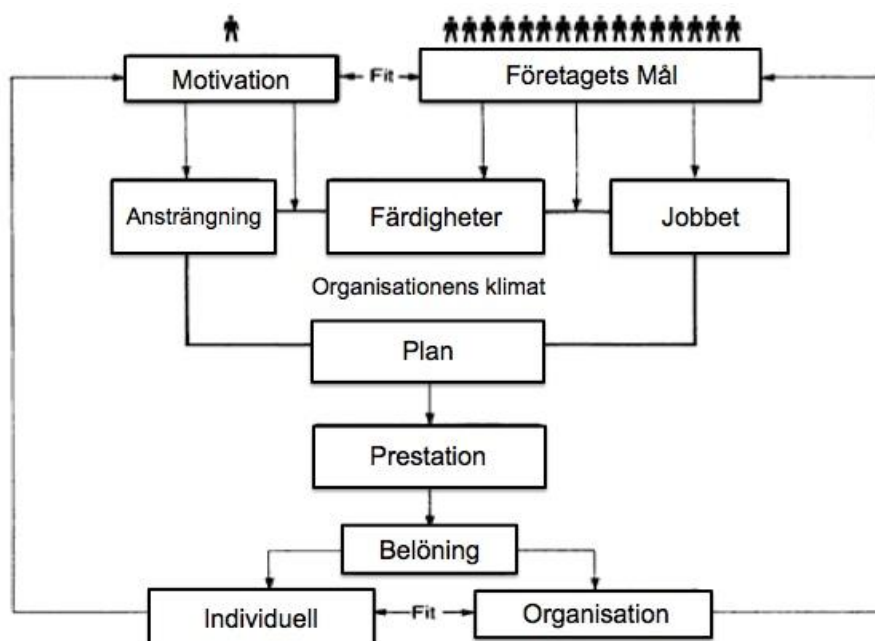 Motivation
Fit
Företagets Mål
Ansträngning
Färdigheter
Jobbet
Organisationens klimat
Plan
Prestation
Belöning
Individuell
Fit
Organisation